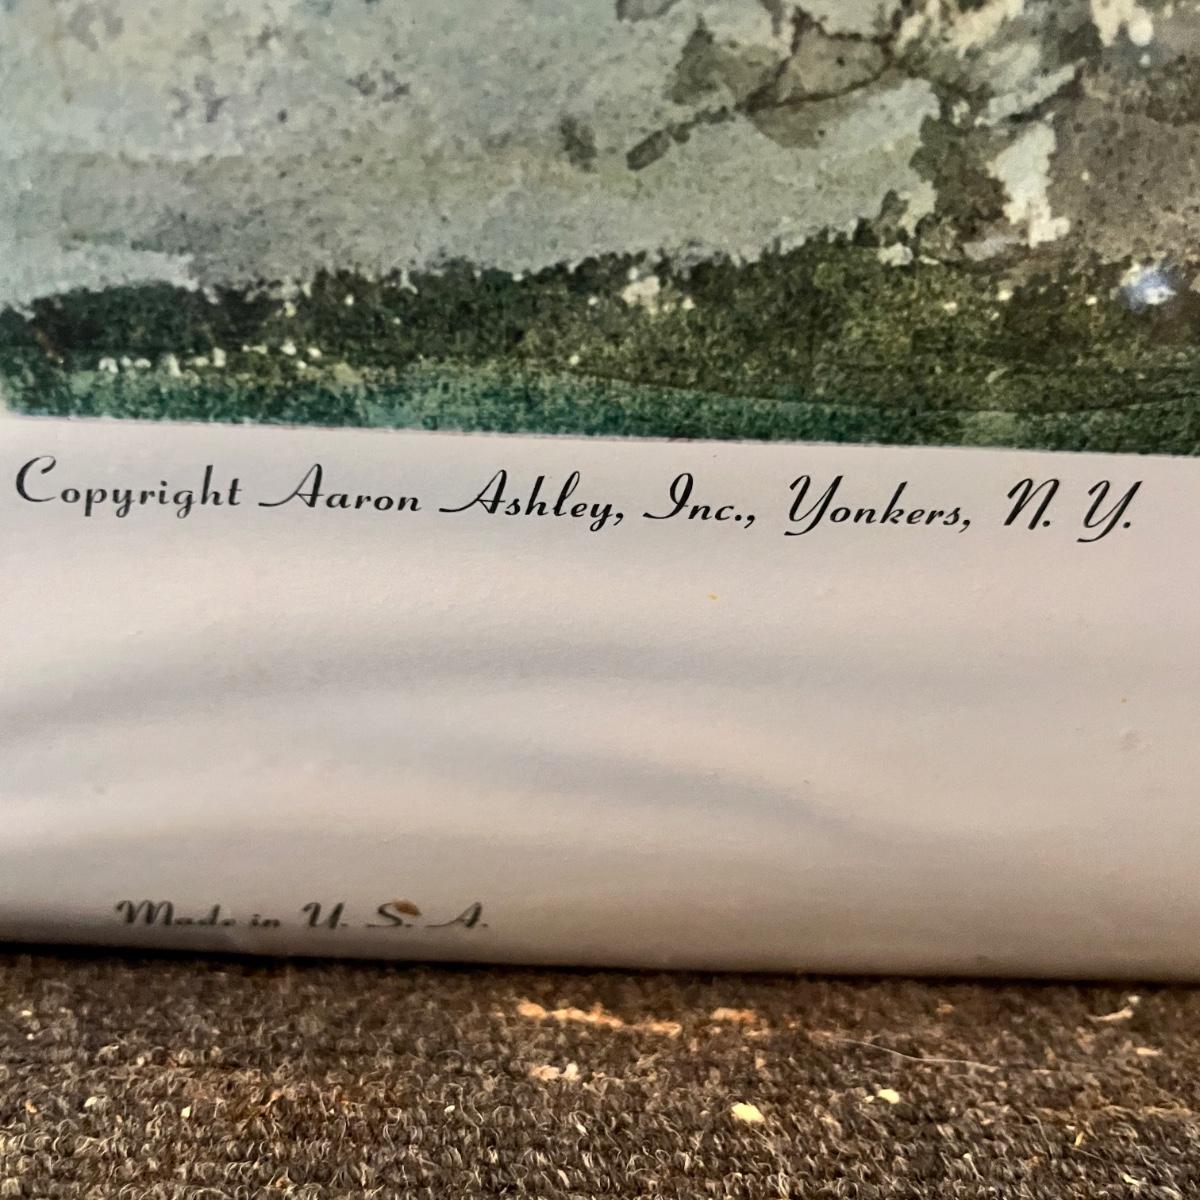 Copyright Aaron Ashley, Inc., Yonkers, N. Y.
Made in U. S. A.